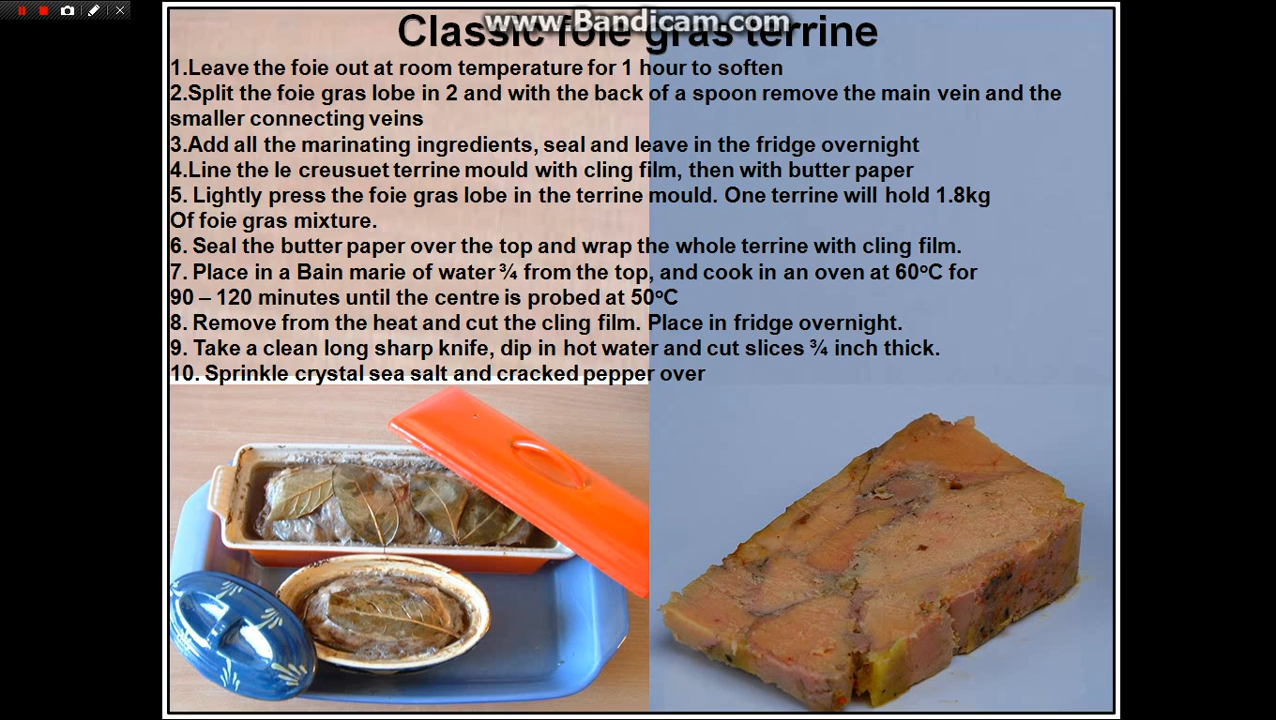 www.Bandicam.com
Classic foie gras terrine
1.Leave the foie out at room temperature for 1 hour to soften
2.Split the foie gras lobe in 2 and with the back of a spoon remove the main vein and the
smaller connecting veins
3.Add all the marinating ingredients, seal and leave in the fridge overnight
4.Line the le creusuet terrine mould with cling film, then with butter paper
5. Lightly press the foie gras lobe in the terrine mould. One terrine will hold 1.8kg
Of foie gras mixture.
6. Seal the butter paper over the top and wrap the whole terrine with cling film.
7. Place in a Bain marie of water ¾ from the top, and cook in an oven at 60ºC for
90 – 120 minutes until the centre is probed at 50ºC
8. Remove from the heat and cut the cling film. Place in fridge overnight.
9. Take a clean long sharp knife, dip in hot water and cut slices ¾ inch thick.
10. Sprinkle crystal sea salt and cracked pepper over